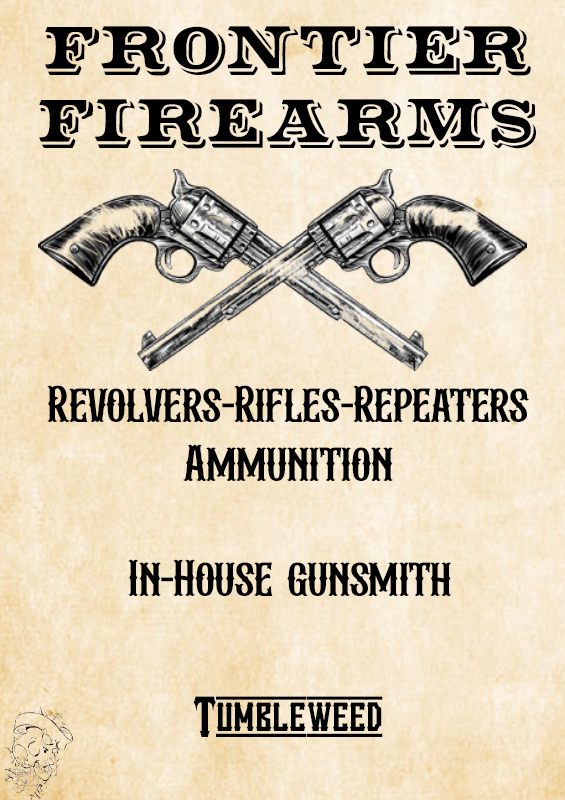 FRONTIER
FIREARMS
REVOLVERS-RIFLES-REPEATERS
AMMUNITION
IN-HOUSE GUNSMITH
TUMBLEWEED